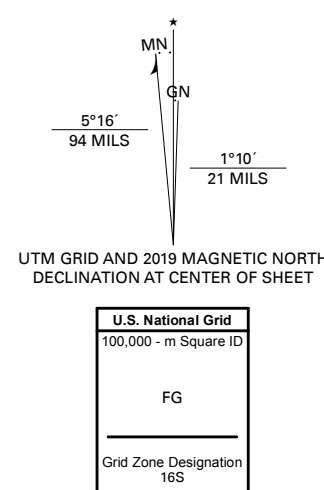 ★
MN
GN
5°16´
94 MILS
1°10´
21 MILS
UTM GRID AND 2019 MAGNETIC NORTH
DECLINATION AT CENTER OF SHEET
U.S. National Grid
100,000 - m Square ID
FG
Grid Zone Designation
16S